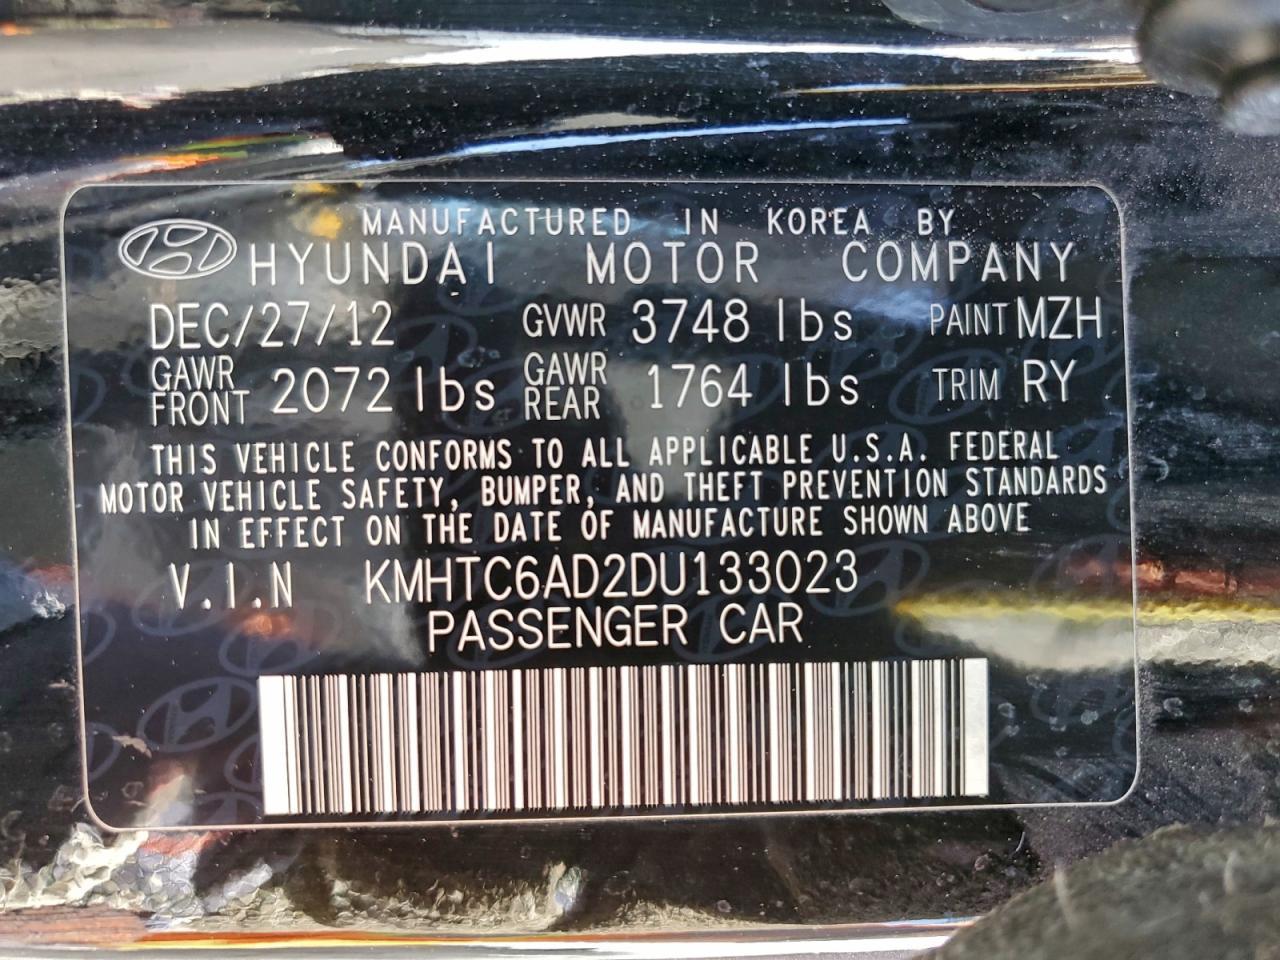 MANUFACTURED IN KOREA BY
HYUNDAI MOTOR COMPANY
DEC/27/12 GVWR 3748 lbs PAINT MZH
GAWR FRONT 2072 lbs GAWR REAR 1764 lbs TRIM RY
THIS VEHICLE CONFORMS TO ALL APPLICABLE U.S.A. FEDERAL
MOTOR VEHICLE SAFETY, BUMPER, AND THEFT PREVENTION STANDARDS
IN EFFECT ON THE DATE OF MANUFACTURE SHOWN ABOVE
V.I.N KMHTC6AD2DU133023
PASSENGER CAR